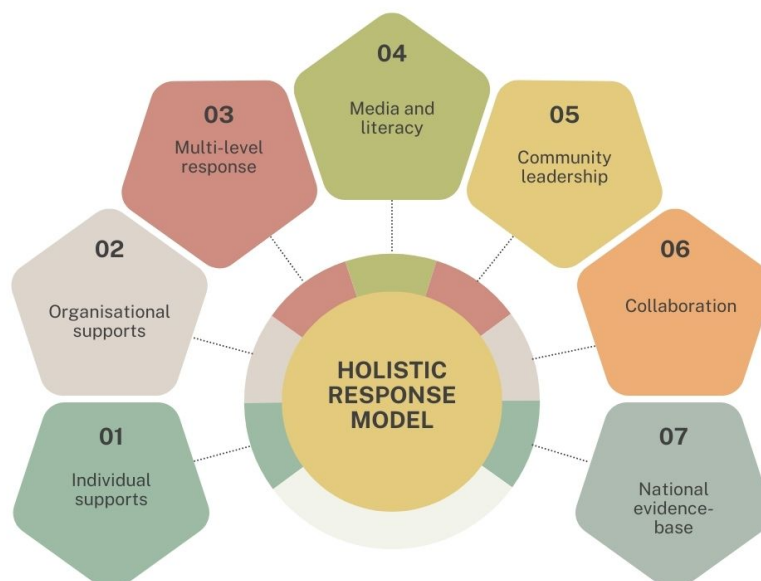 01
Individual
supports
02
Organisational
supports
03
Multi-level
response
04
Media and
literacy
05
Community
leadership
06
Collaboration
07
National
evidence-
base
HOLISTIC
RESPONSE
MODEL